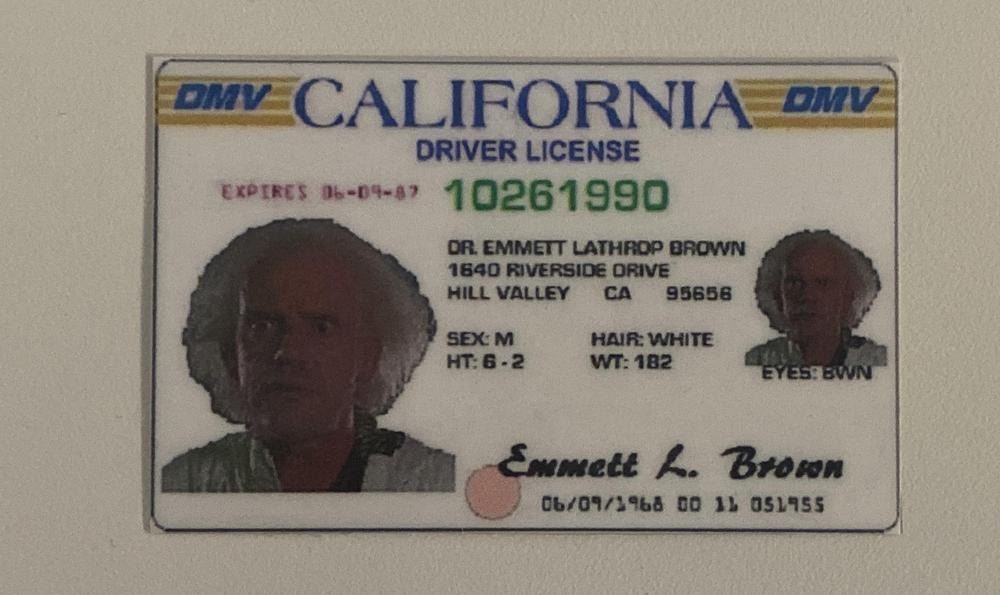 DMV CALIFORNIA DMV
DRIVER LICENSE
EXPIRES 06-09-87 10261990
DR. EMMETT LATHROP BROWN
1640 RIVERSIDE DRIVE
HILL VALLEY CA 95656
SEX: M HAIR: WHITE
HT: 6-2 WT: 182 EYES: BWN
Emmett L. Brown
06/09/1968 00 11 051955